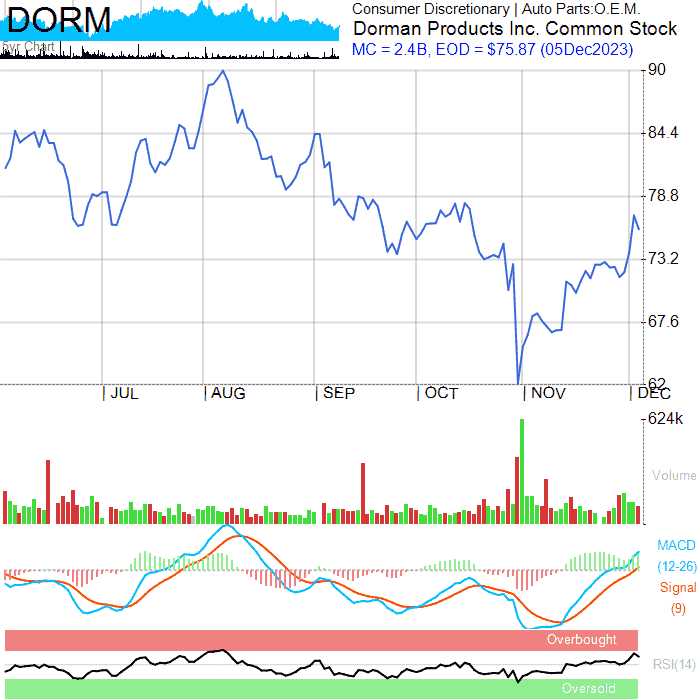 DORM
5yr Chart
Consumer Discretionary | Auto Parts:O.E.M.
Dorman Products Inc. Common Stock
MC = 2.4B, EOD = $75.87 (05Dec2023)
90
84.4
78.8
73.2
67.6
62
| JUL | AUG | SEP | OCT | NOV | DEC
624k
Volume
MACD
(12-26)
Signal
(9)
Overbought
RSI(14)
Oversold